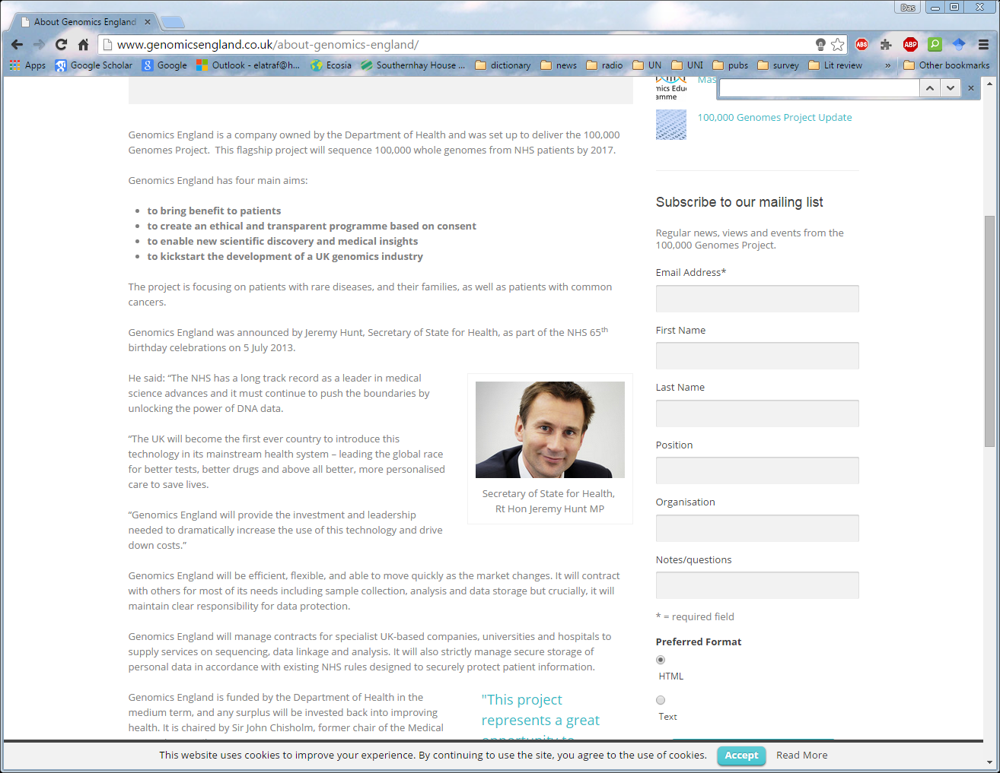 Das
About Genomics England
www.genomicsengland.co.uk/about-genomics-england/
ABS
ABP
Apps
Google Scholar
Google
Outlook - elatraf@h...
Ecosia
Southernhay House ...
dictionary
news
radio
UN
UNI
pubs
survey
Lit review
»
Other bookmarks
Genomics England is a company owned by the Department of Health and was set up to deliver the 100,000
Genomes Project. This flagship project will sequence 100,000 whole genomes from NHS patients by 2017.
Genomics England has four main aims:
• to bring benefit to patients
• to create an ethical and transparent programme based on consent
• to enable new scientific discovery and medical insights
• to kickstart the development of a UK genomics industry
The project is focusing on patients with rare diseases, and their families, as well as patients with common
cancers.
Genomics England was announced by Jeremy Hunt, Secretary of State for Health, as part of the NHS 65th
birthday celebrations on 5 July 2013.
He said: “The NHS has a long track record as a leader in medical
science advances and it must continue to push the boundaries by
unlocking the power of DNA data.
“The UK will become the first ever country to introduce this
technology in its mainstream health system – leading the global race
for better tests, better drugs and above all better, more personalised
care to save lives.
“Genomics England will provide the investment and leadership
needed to dramatically increase the use of this technology and drive
down costs.”
Secretary of State for Health,
Rt Hon Jeremy Hunt MP
Genomics England will be efficient, flexible, and able to move quickly as the market changes. It will contract
with others for most of its needs including sample collection, analysis and data storage but crucially, it will
maintain clear responsibility for data protection.
Genomics England will manage contracts for specialist UK-based companies, universities and hospitals to
supply services on sequencing, data linkage and analysis. It will also strictly manage secure storage of
personal data in accordance with existing NHS rules designed to securely protect patient information.
Genomics England is funded by the Department of Health in the
medium term, and any surplus will be invested back into improving
health. It is chaired by Sir John Chisholm, former chair of the Medical
"This project
represents a great
opportunity to
mics Edu
amme
Mas
100,000 Genomes Project Update
Subscribe to our mailing list
Regular news, views and events from the
100,000 Genomes Project.
Email Address*
First Name
Last Name
Position
Organisation
Notes/questions
* = required field
Preferred Format
HTML
Text
This website uses cookies to improve your experience. By continuing to use the site, you agree to the use of cookies.
Accept
Read More